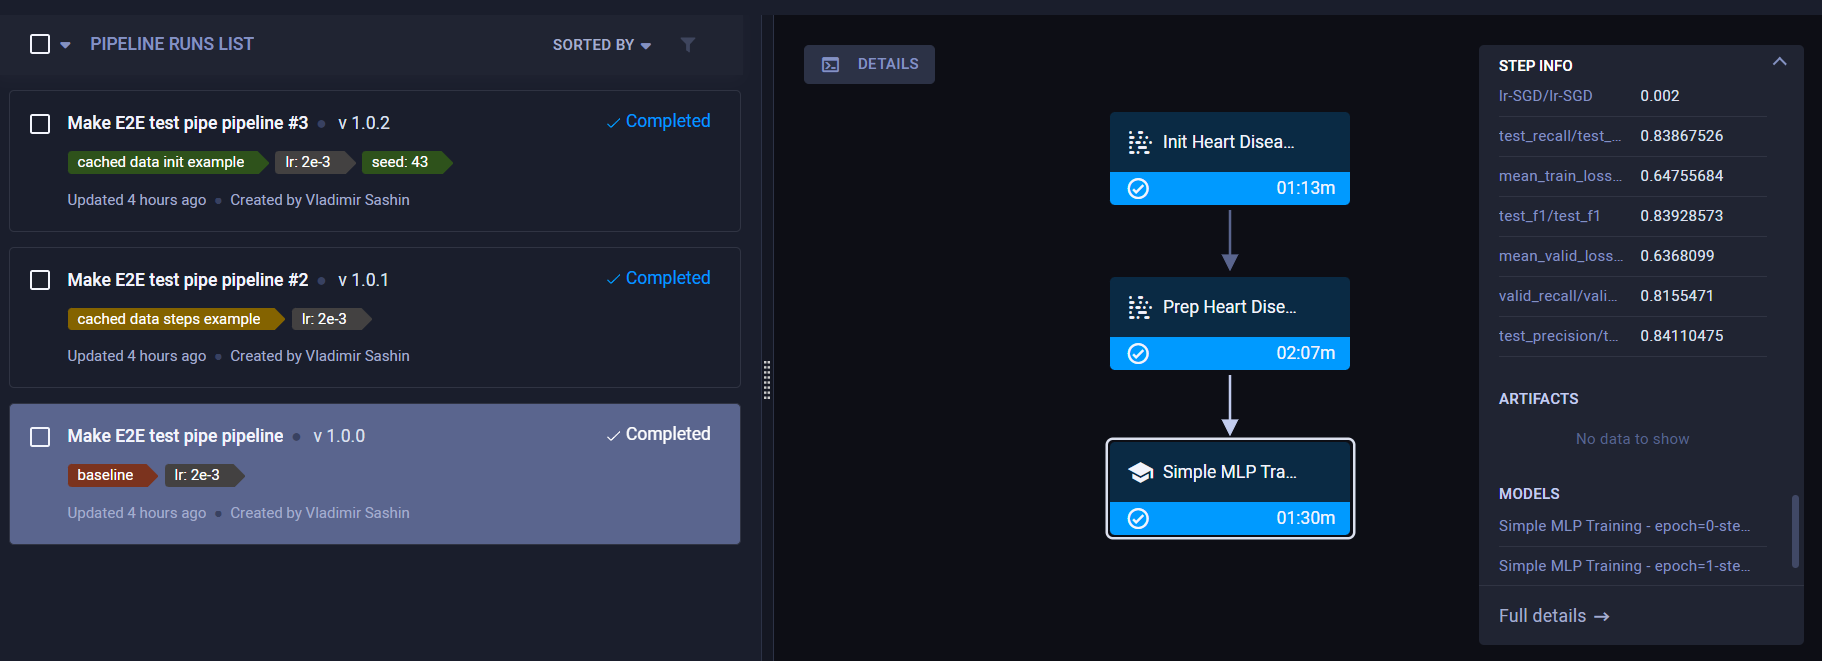 PIPELINE RUNS LIST
SORTED BY
Make E2E test pipe pipeline #3 • v 1.0.2
Completed
cached data init example
lr: 2e-3
seed: 43
Updated 4 hours ago • Created by Vladimir Sashin
Make E2E test pipe pipeline #2 • v 1.0.1
Completed
cached data steps example
lr: 2e-3
Updated 4 hours ago • Created by Vladimir Sashin
Make E2E test pipe pipeline • v 1.0.0
Completed
baseline
lr: 2e-3
Updated 4 hours ago • Created by Vladimir Sashin
DETAILS
Init Heart Disea...
01:13m
Prep Heart Dise...
02:07m
Simple MLP Tra...
01:30m
STEP INFO
lr-SGD/lr-SGD 0.002
test_recall/test_... 0.83867526
mean_train_loss... 0.64755684
test_f1/test_f1 0.83928573
mean_valid_loss... 0.6368099
valid_recall/vali... 0.8155471
test_precision/t... 0.84110475
ARTIFACTS
No data to show
MODELS
Simple MLP Training - epoch=0-ste...
Simple MLP Training - epoch=1-ste...
Full details →